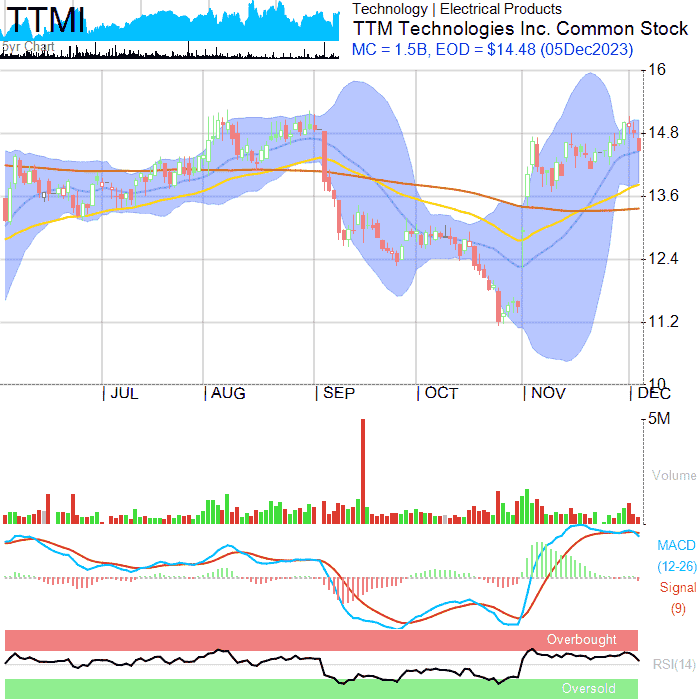 TTMI
5yr Chart
Technology | Electrical Products
TTM Technologies Inc. Common Stock
MC = 1.5B, EOD = $14.48 (05Dec2023)
16
14.8
13.6
12.4
11.2
10
JUL AUG SEP OCT NOV DEC
5M
Volume
MACD
(12-26)
Signal
(9)
Overbought
RSI(14)
Oversold